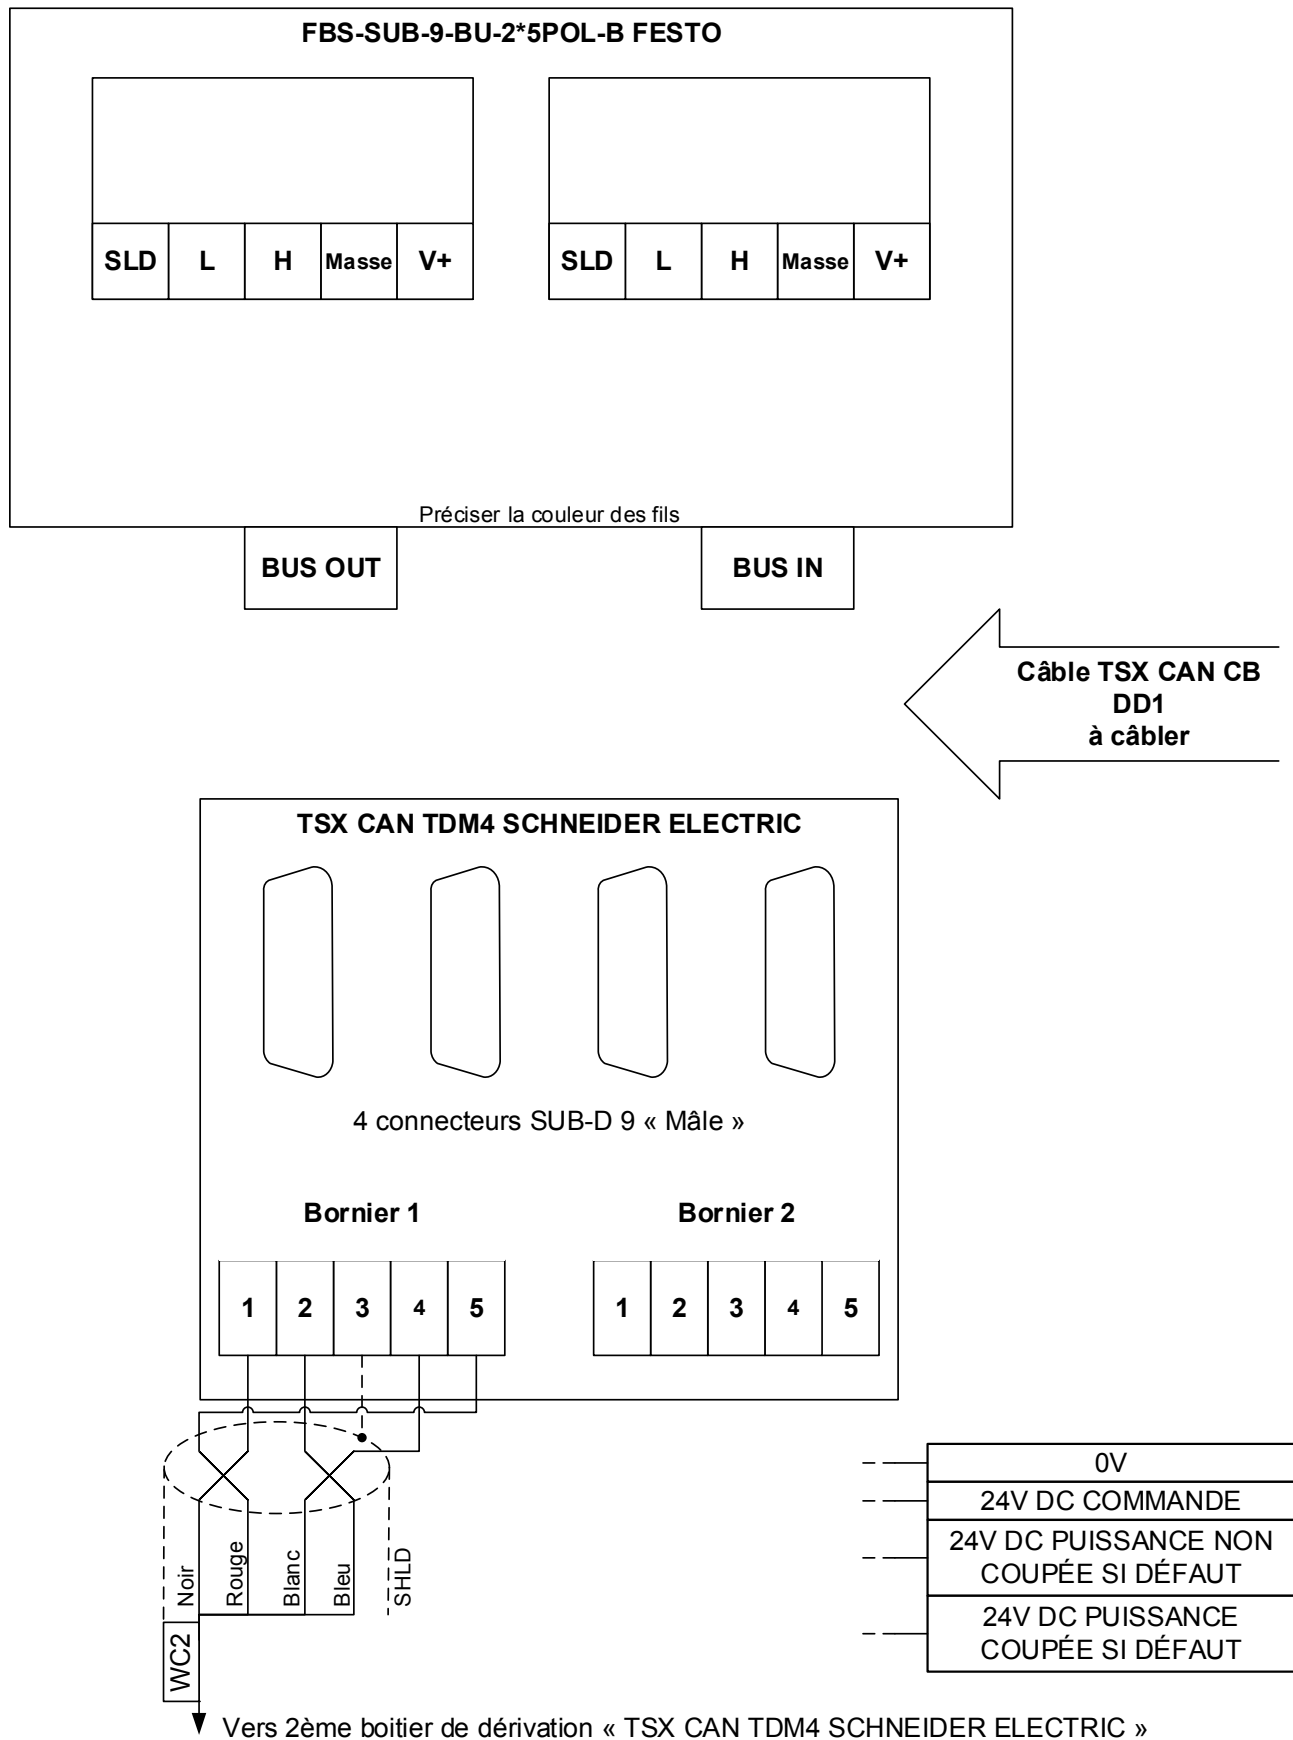 FBS-SUB-9-BU-2*5POL-B FESTO
SLD L H Masse V+ SLD L H Masse V+
Préciser la couleur des fils
BUS OUT BUS IN
Câble TSX CAN CB
DD1
à câbler
TSX CAN TDM4 SCHNEIDER ELECTRIC
4 connecteurs SUB-D 9 « Mâle »
Bornier 1 Bornier 2
1 2 3 4 5 1 2 3 4 5
0V
24V DC COMMANDE
24V DC PUISSANCE NON
COUPÉE SI DÉFAUT
24V DC PUISSANCE
COUPÉE SI DÉFAUT
Noir
Rouge
Blanc
Bleu
SHLD
WC2
Vers 2ème boitier de dérivation « TSX CAN TDM4 SCHNEIDER ELECTRIC »